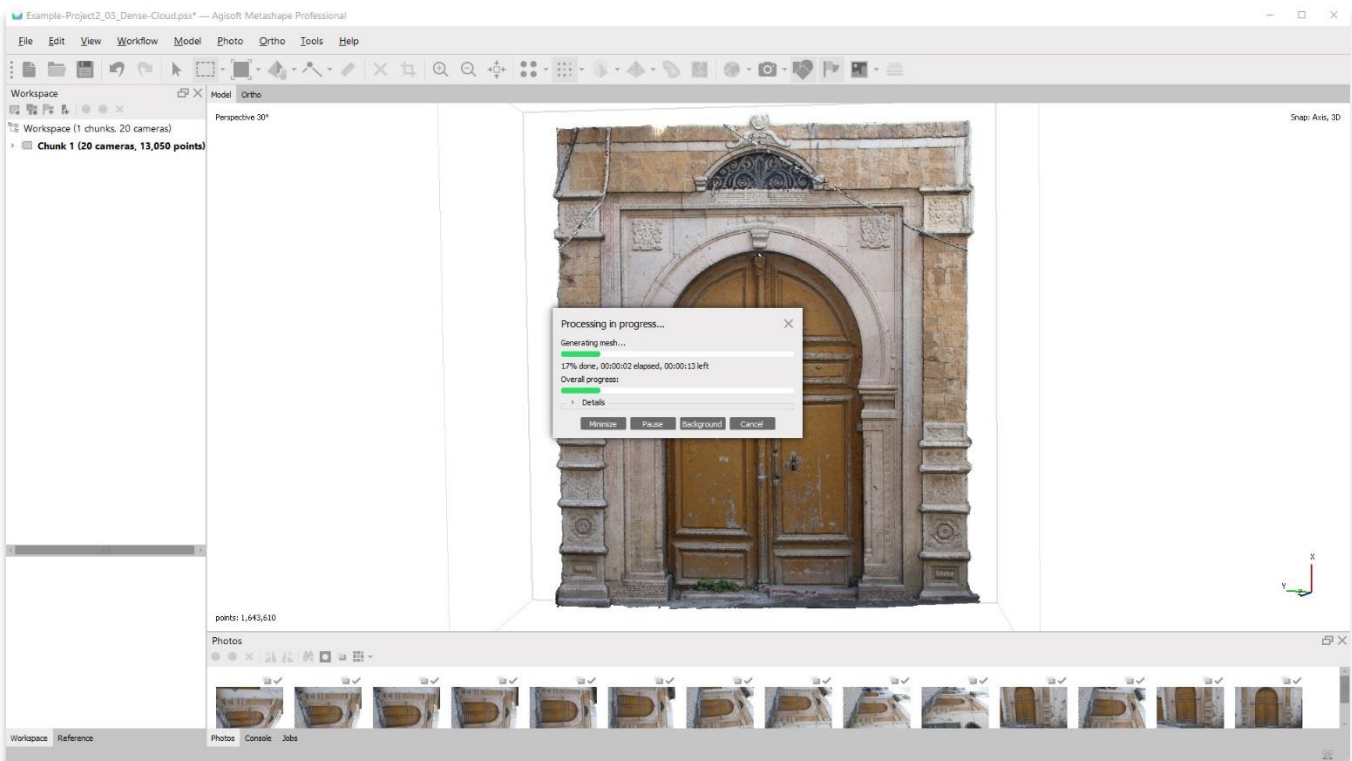 Example-Project2_03_Dense-Cloud.psx* — Agisoft Metashape Professional
File Edit View Workflow Model Photo Ortho Tools Help
Workspace
Model Ortho
Workspace (1 chunks, 20 cameras)
Chunk 1 (20 cameras, 13,050 points)
Perspective 30°
Snap: Axis, 3D
Processing in progress...
Generating mesh...
17% done, 00:00:02 elapsed, 00:00:13 left
Overall progress:
Details
Minimize Pause Background Cancel
X
Y
points: 1,643,610
Photos
Workspace Reference
Photos Console Jobs